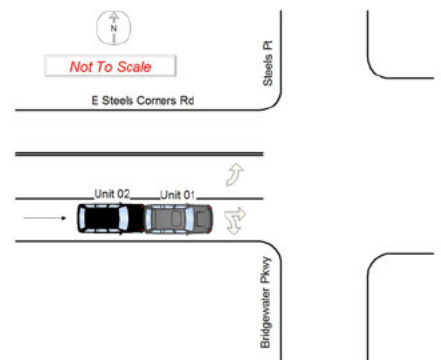 N
Not To Scale
Steels Pt
E Steels Corners Rd
Unit 02
Unit 01
Bridgewater Pkwy